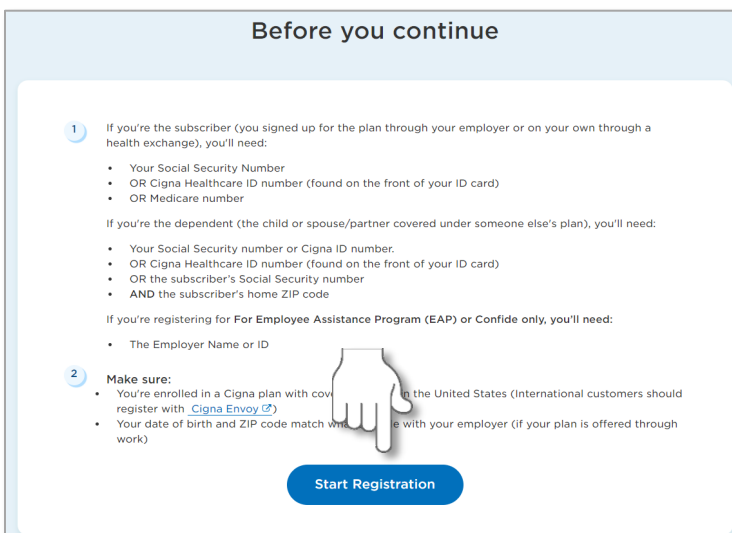 Before you continue
1
If you're the subscriber (you signed up for the plan through your employer or on your own through a
health exchange), you'll need:
• Your Social Security Number
• OR Cigna Healthcare ID number (found on the front of your ID card)
• OR Medicare number
If you're the dependent (the child or spouse/partner covered under someone else's plan), you'll need:
• Your Social Security number or Cigna ID number.
• OR Cigna Healthcare ID number (found on the front of your ID card)
• OR the subscriber's Social Security number
• AND the subscriber's home ZIP code
If you're registering for For Employee Assistance Program (EAP) or Confide only, you'll need:
• The Employer Name or ID
2
Make sure:
• You're enrolled in a Cigna plan with in the United States (International customers should
register with Cigna Envoy)
• Your date of birth and ZIP code match with your employer (if your plan is offered through
work)
Start Registration